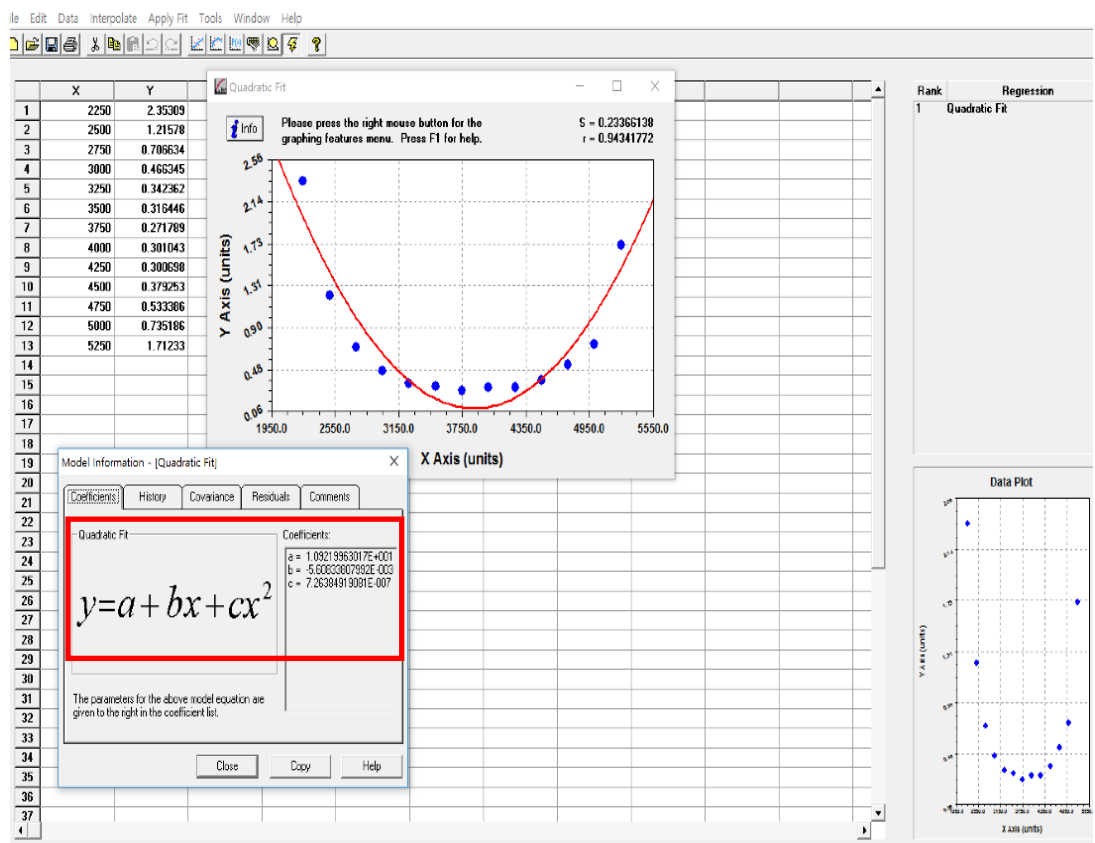 ile Edit Data Interpolate Apply Fit Tools Window Help
X Y
1 2250 2.35309
2 2500 1.21578
3 2750 0.706634
4 3000 0.466345
5 3250 0.342362
6 3500 0.316446
7 3750 0.271789
8 4000 0.301043
9 4250 0.300698
10 4500 0.379253
11 4750 0.533386
12 5000 0.735186
13 5250 1.71233
14
15
16
17
18
19
20
21
22
23
24
25
26
27
28
29
30
31
32
33
34
35
36
37
Quadratic Fit
Info
Please press the right mouse button for the
graphing features menu. Press F1 for help.
S = 0.23366138
r = 0.94341772
Y Axis (units)
2.56
2.14
1.73
1.31
0.90
0.48
0.06
1950.0 2550.0 3150.0 3750.0 4350.0 4950.0 5550.0
X Axis (units)
Model Information - [Quadratic Fit]
Coefficients History Covariance Residuals Comments
Quadratic Fit
y=a+bx+cx²
Coefficients:
a = 1.09219963017E+001
b = -5.60833807992E-003
c = 7.26384919081E-007
The parameters for the above model equation are
given to the right in the coefficient list.
Close Copy Help
Rank Regression
1 Quadratic Fit
Data Plot
Y Axis (units)
X Axis (units)